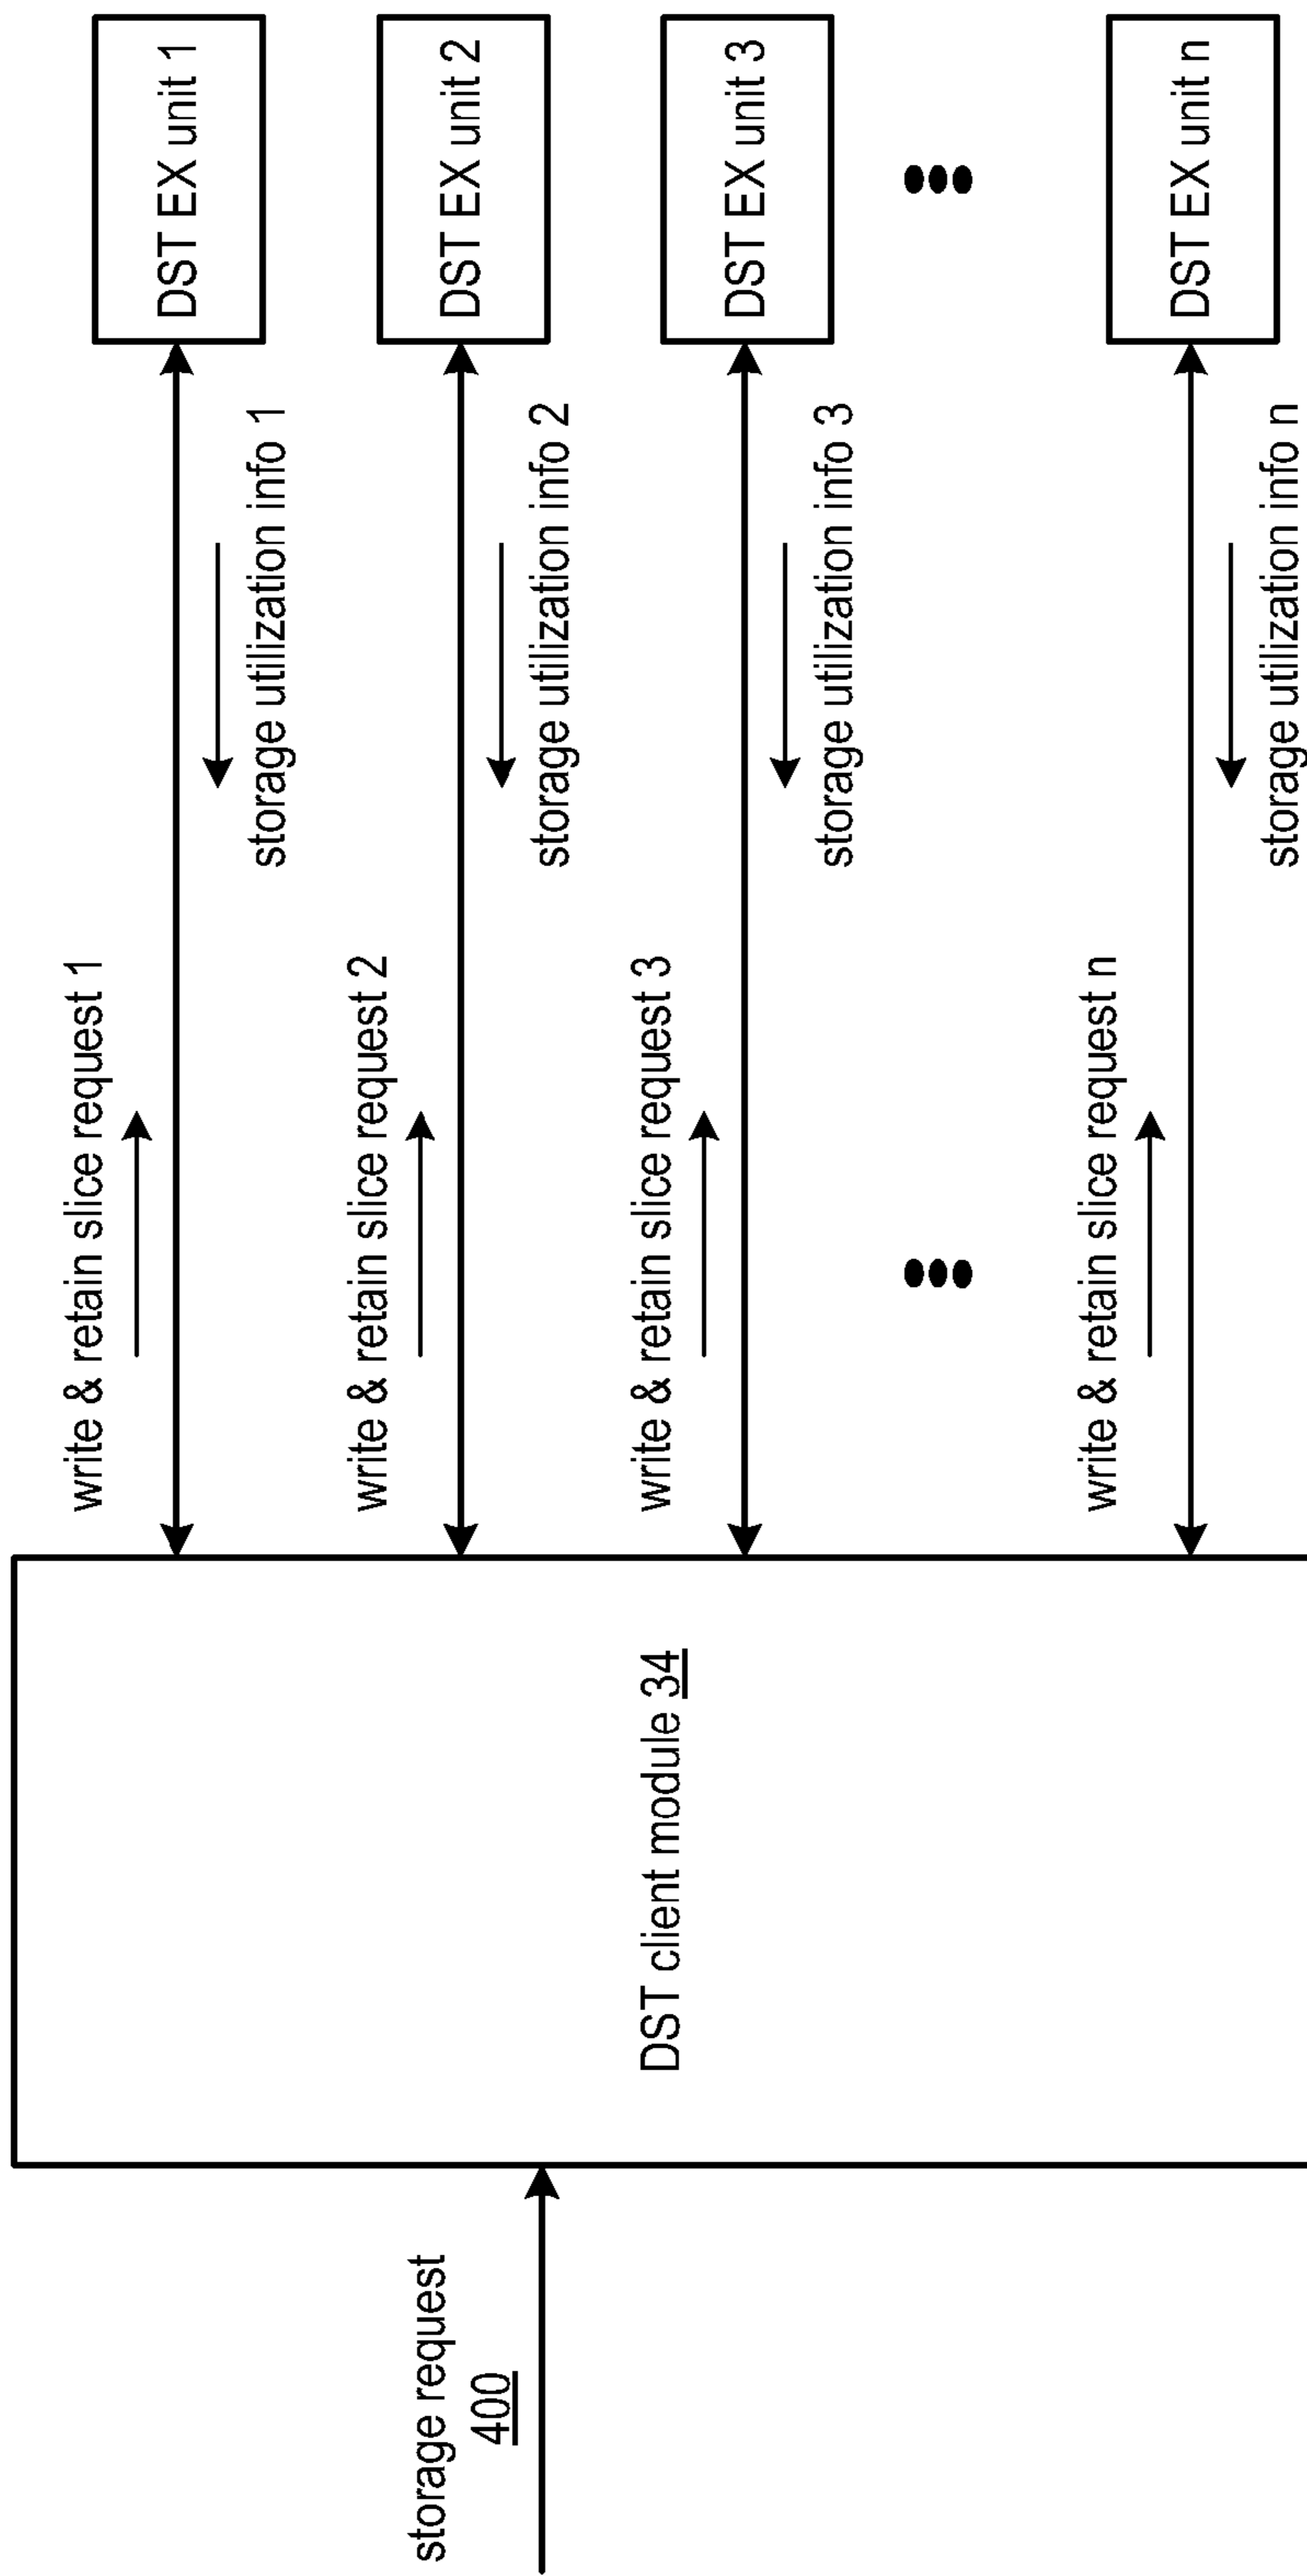 storage request
400
DST client module 34
write & retain slice request 1
storage utilization info 1
DST EX unit 1
write & retain slice request 2
storage utilization info 2
DST EX unit 2
write & retain slice request 3
storage utilization info 3
DST EX unit 3
write & retain slice request n
storage utilization info n
DST EX unit n